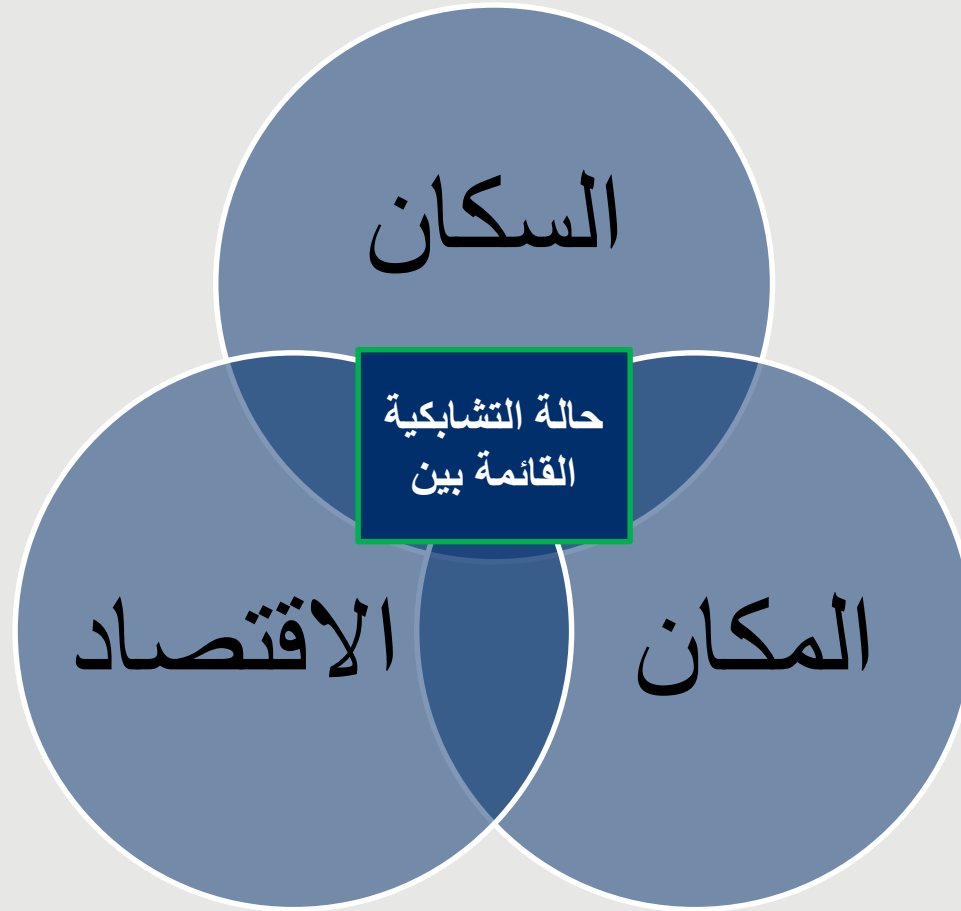 السكان
حالة التشابكية
القائمة بين
المكان
الاقتصاد